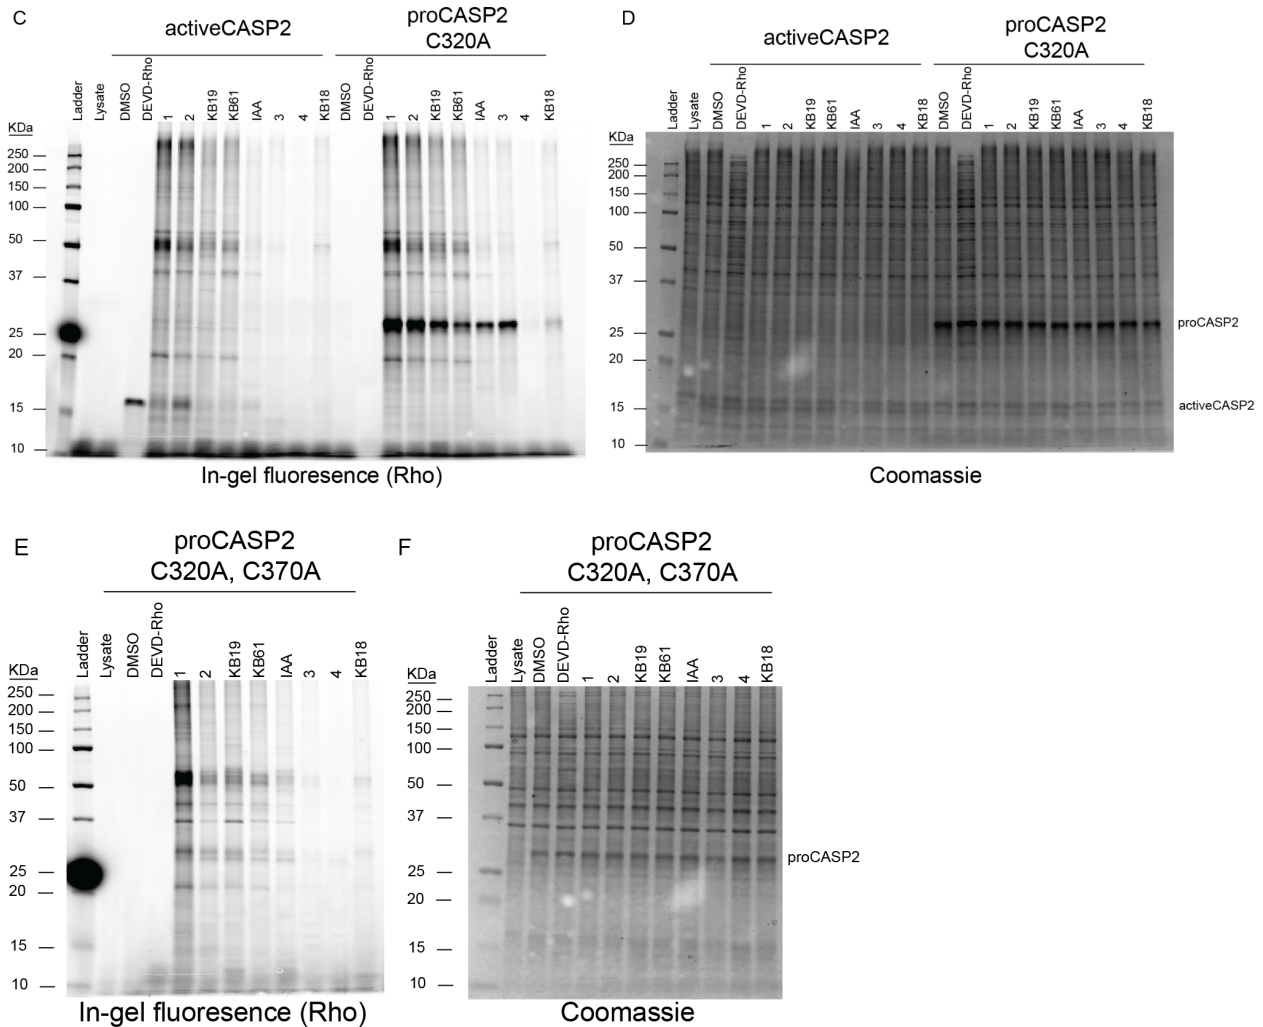 C
activeCASP2
proCASP2
C320A
Ladder
Lysate
DMSO
DEVD-Rho
1
2
KB19
KB61
IAA
3
4
KB18
DMSO
DEVD-Rho
1
2
KB19
KB61
IAA
3
4
KB18
KDa
250
200
150
100
50
37
25
20
15
10
In-gel fluoresence (Rho)
D
activeCASP2
proCASP2
C320A
Ladder
Lysate
DMSO
DEVD-Rho
1
2
KB19
KB61
IAA
3
4
KB18
DMSO
DEVD-Rho
1
2
KB19
KB61
IAA
3
4
KB18
KDa
250
200
150
100
50
37
25
20
15
10
proCASP2
activeCASP2
Coomassie
E
proCASP2
C320A, C370A
Ladder
Lysate
DMSO
DEVD-Rho
1
2
KB19
KB61
IAA
3
4
KB18
KDa
250
200
150
100
50
37
25
20
15
10
In-gel fluoresence (Rho)
F
proCASP2
C320A, C370A
Ladder
Lysate
DMSO
DEVD-Rho
1
2
KB19
KB61
IAA
3
4
KB18
KDa
250
200
150
100
50
37
25
20
15
10
proCASP2
Coomassie